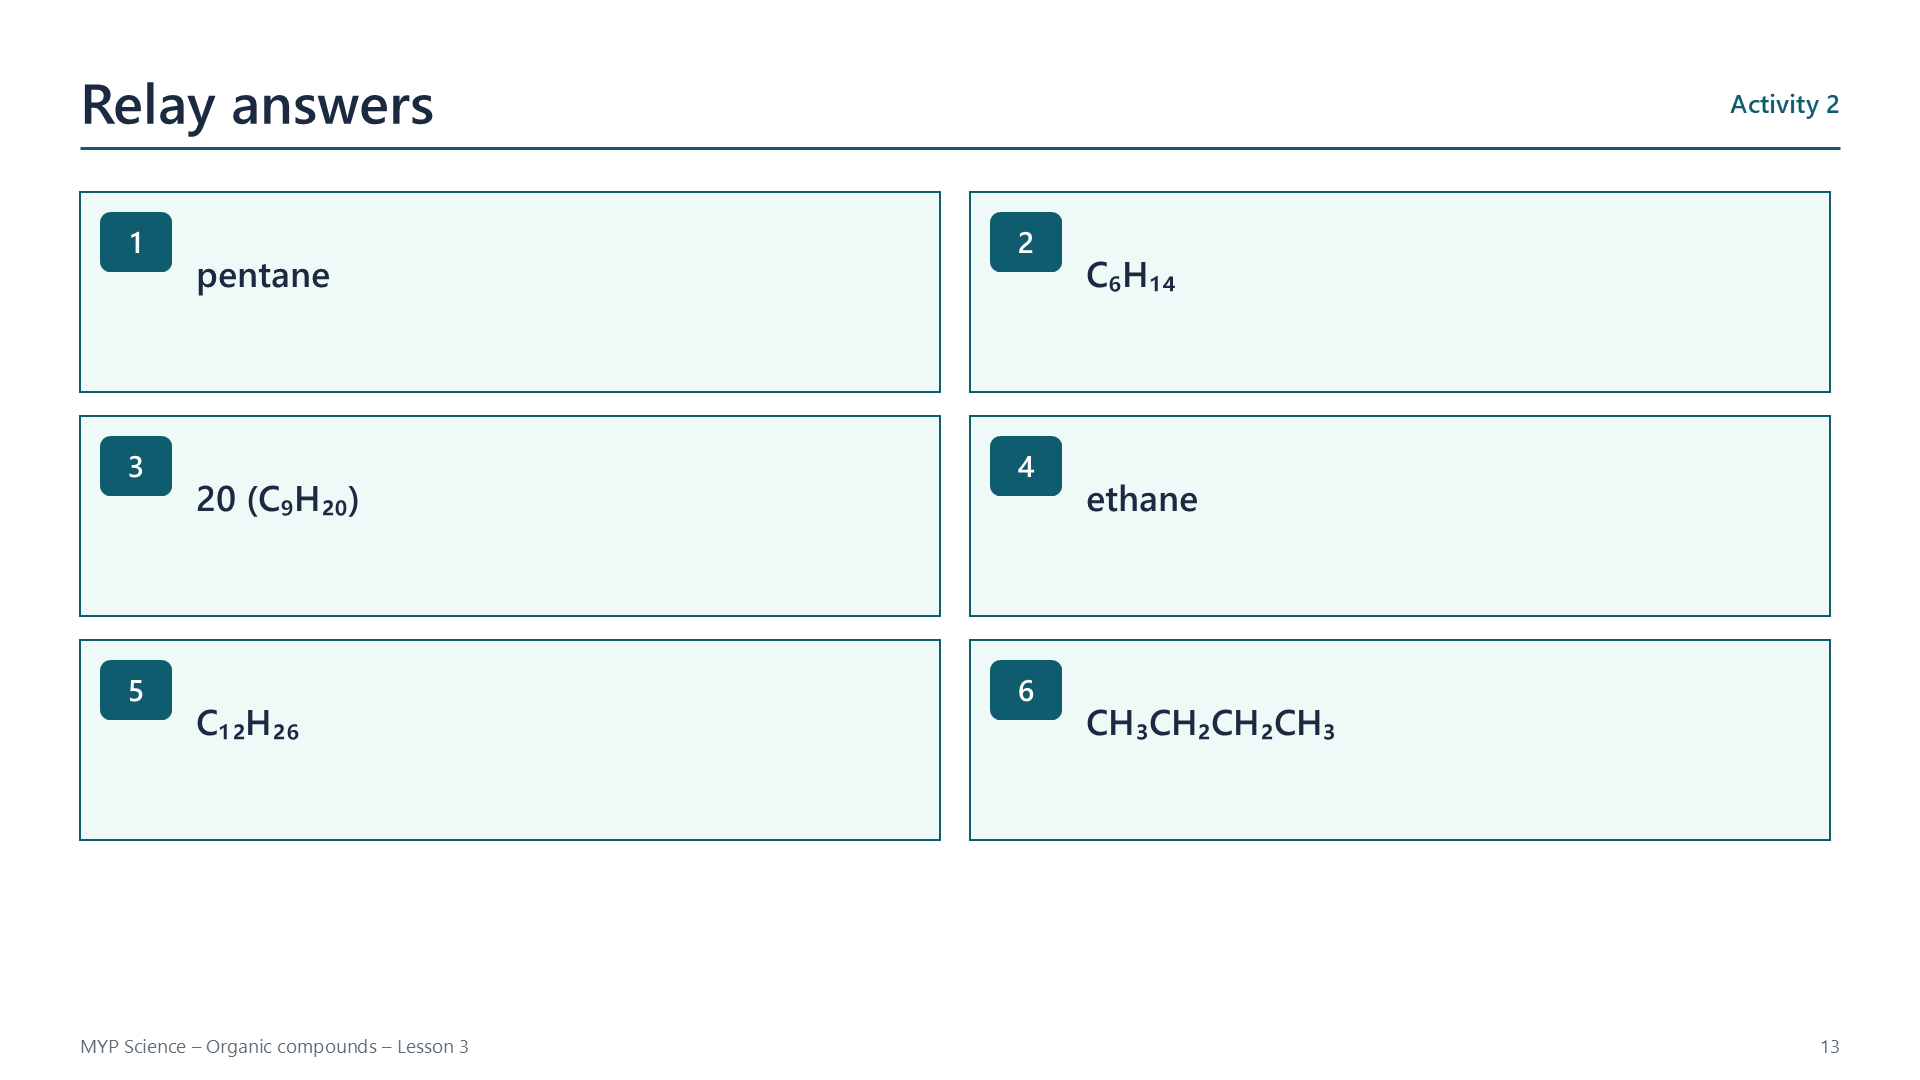 Relay answers
Activity 2
1
pentane
2
C₆H₁₄
3
20 (C₉H₂₀)
4
ethane
5
C₁₂H₂₆
6
CH₃CH₂CH₂CH₃
MYP Science – Organic compounds – Lesson 3
13